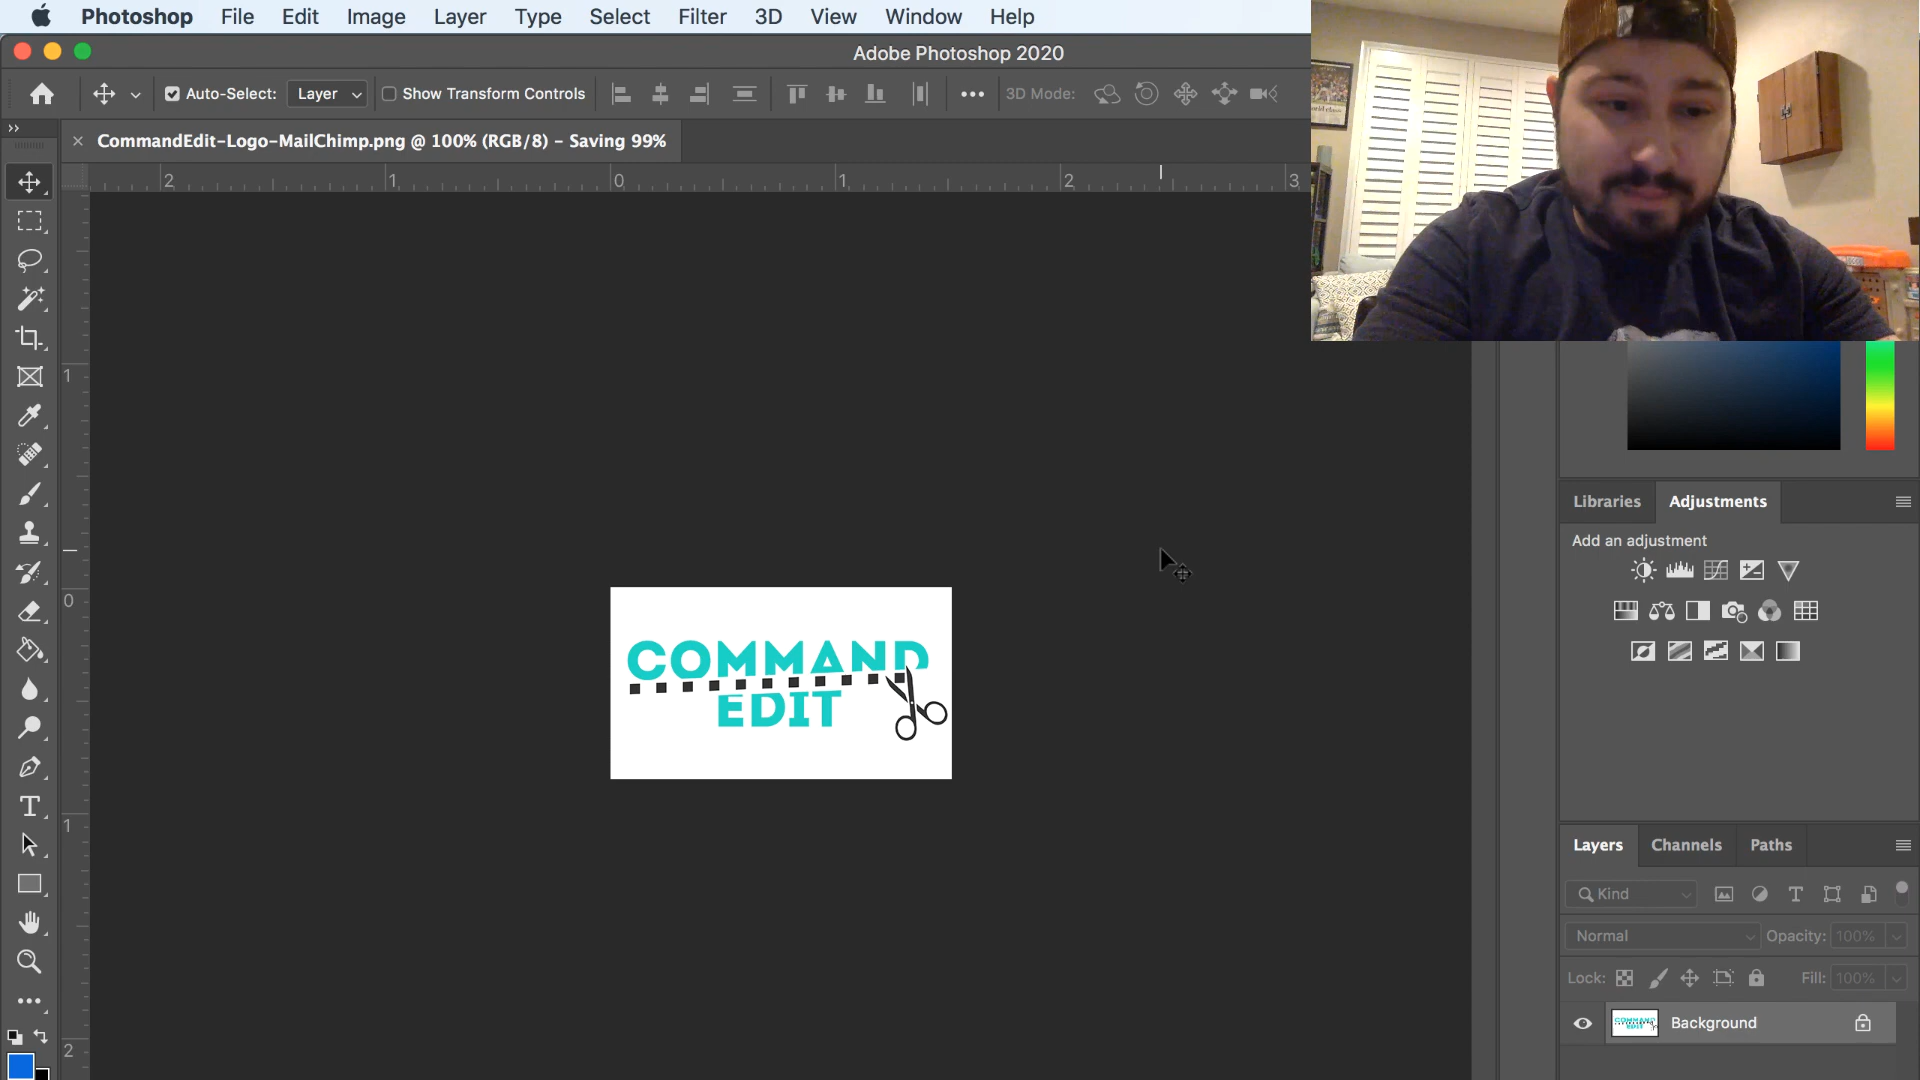 Photoshop File Edit Image Layer Type Select Filter 3D View Window Help
Adobe Photoshop 2020
Auto-Select: Layer Show Transform Controls 3D Mode:
CommandEdit-Logo-MailChimp.png @ 100% (RGB/8) - Saving 99%
2 1 0 1 2 3
1
0
1
2
COMMAND
EDIT
Libraries Adjustments
Add an adjustment
Layers Channels Paths
Kind
Normal Opacity: 100%
Lock: Fill: 100%
Background